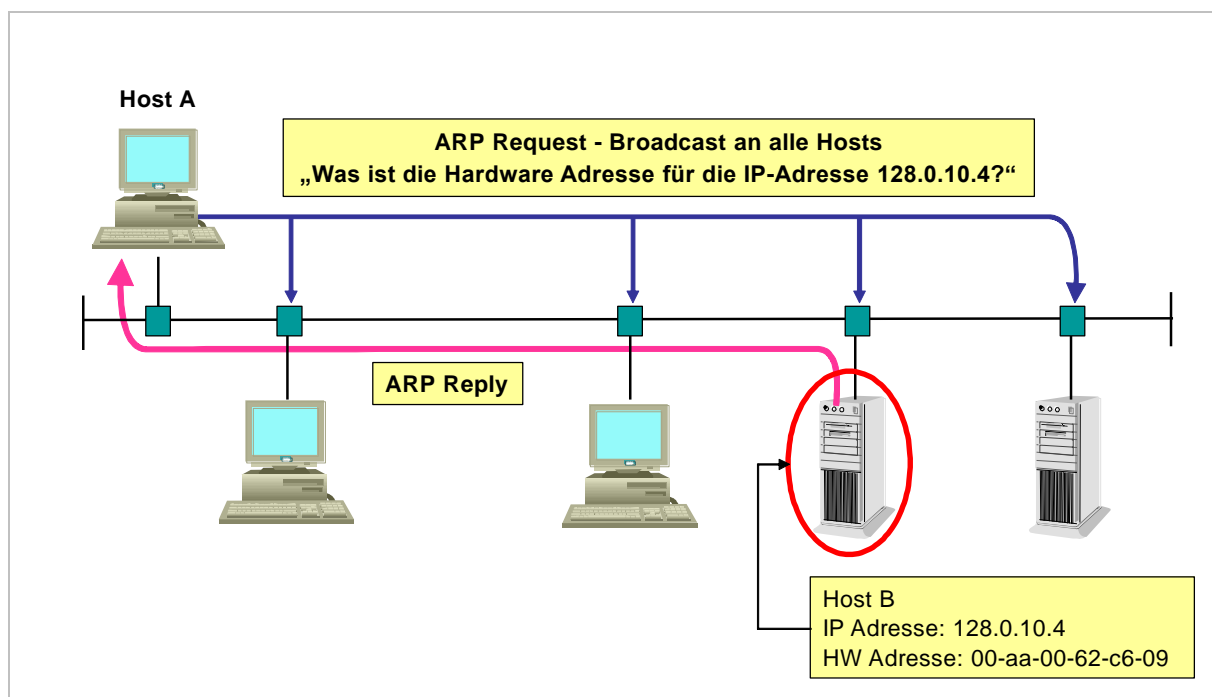 Host A
ARP Request - Broadcast an alle Hosts
„Was ist die Hardware Adresse für die IP-Adresse 128.0.10.4?“
ARP Reply
Host B
IP Adresse: 128.0.10.4
HW Adresse: 00-aa-00-62-c6-09